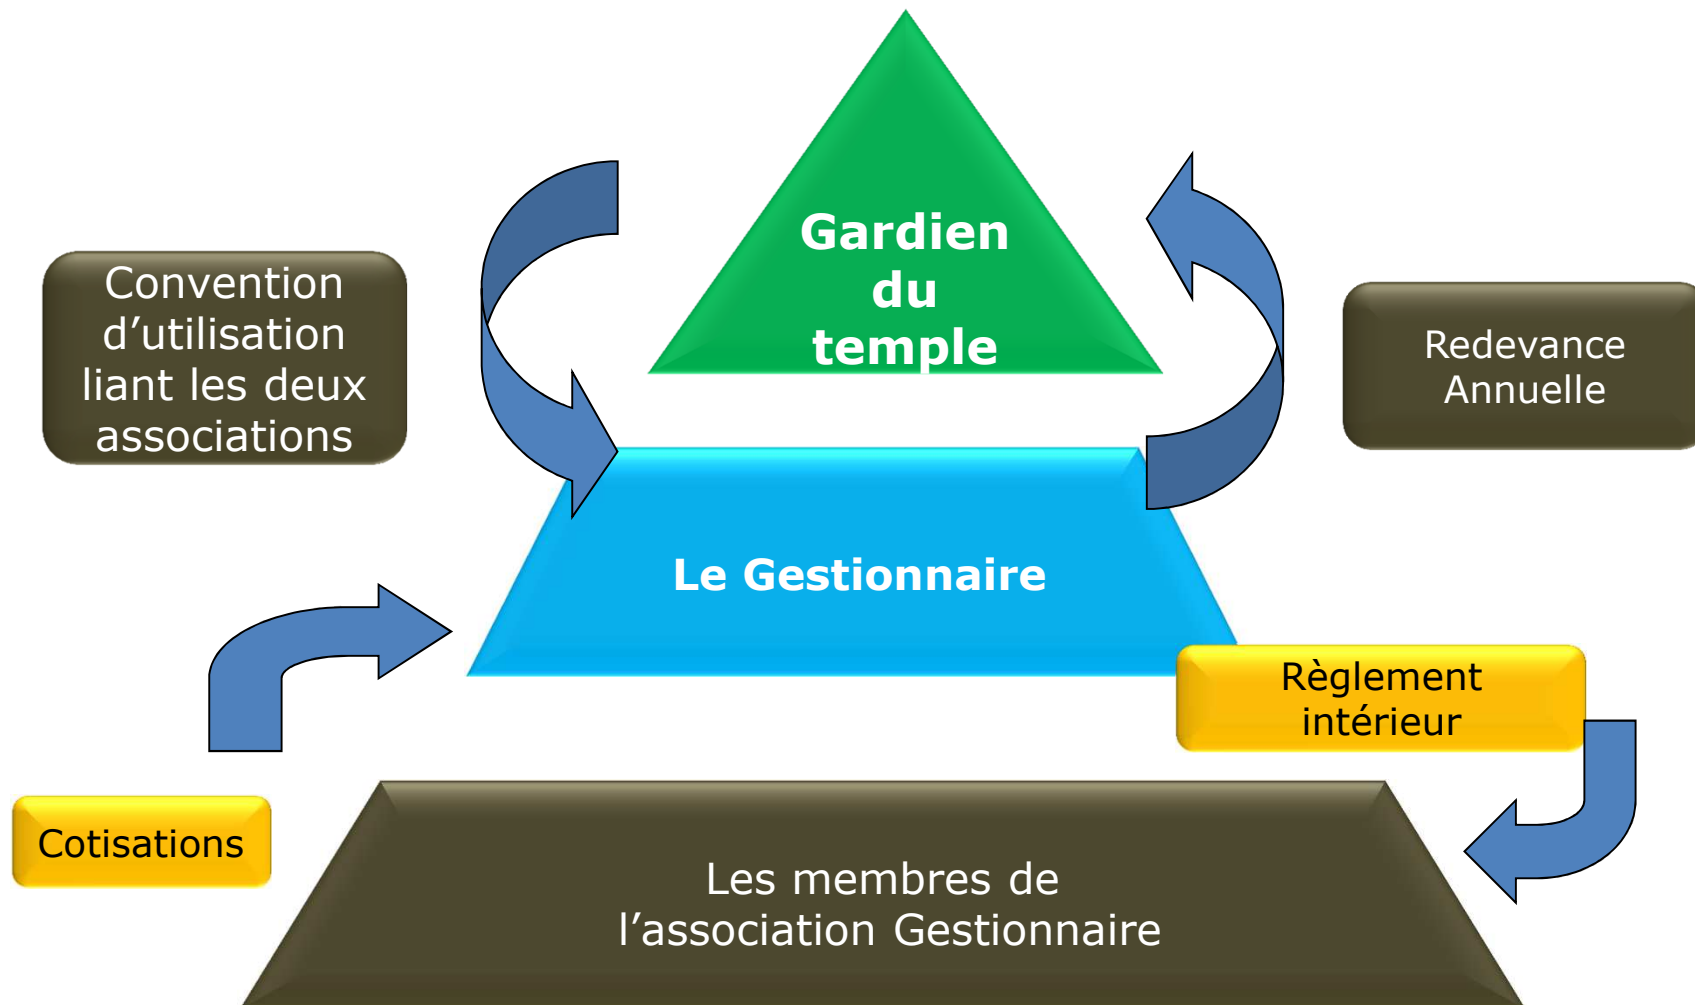 Gardien
du
temple
Convention
d’utilisation
liant les deux
associations
Redevance
Annuelle
Le Gestionnaire
Règlement
intérieur
Cotisations
Les membres de
l’association Gestionnaire